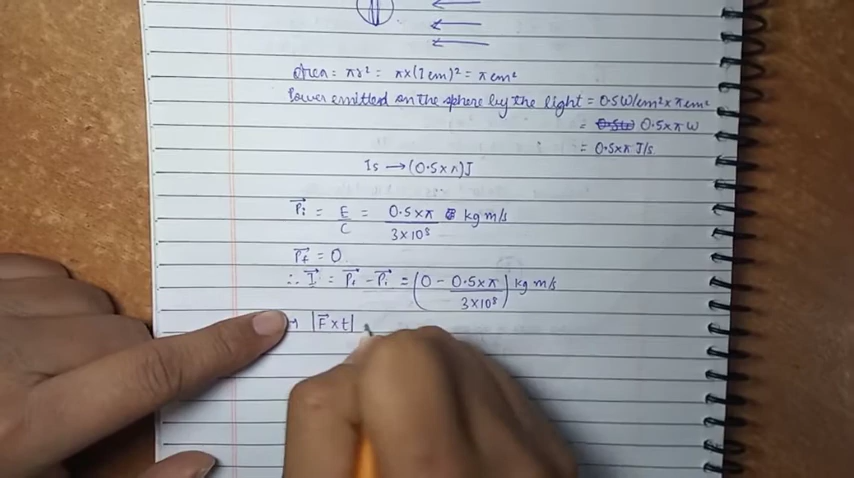 Area = πr² = π×(1 cm)² = π cm²
Power emitted on the sphere by the light = 0.5W/cm² × π cm²
= 0.5×π W
= 0.5×π J/s
1s → (0.5×π)J
P⃗i = E/C = 0.5×π / 3×10⁸ kg m/s
P⃗f = 0
∴ I⃗ = P⃗f - P⃗i = (0 - 0.5×π / 3×10⁸) kg m/s
→ |F⃗×t|